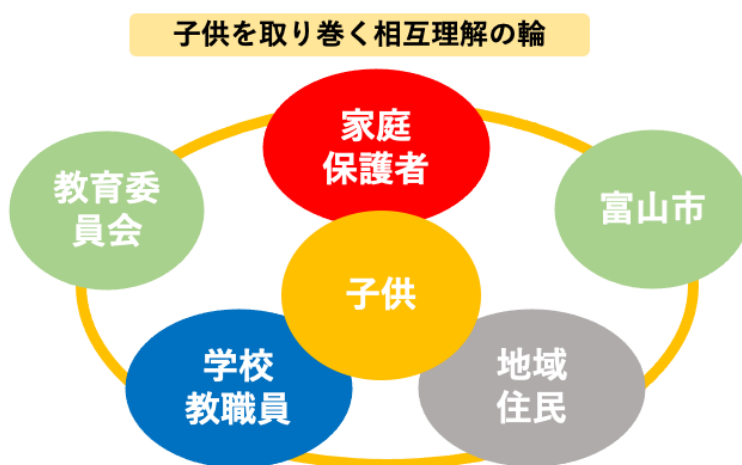 子供を取り巻く相互理解の輪
家庭
保護者
教育委
員会
富山市
子供
学校
教職員
地域
住民